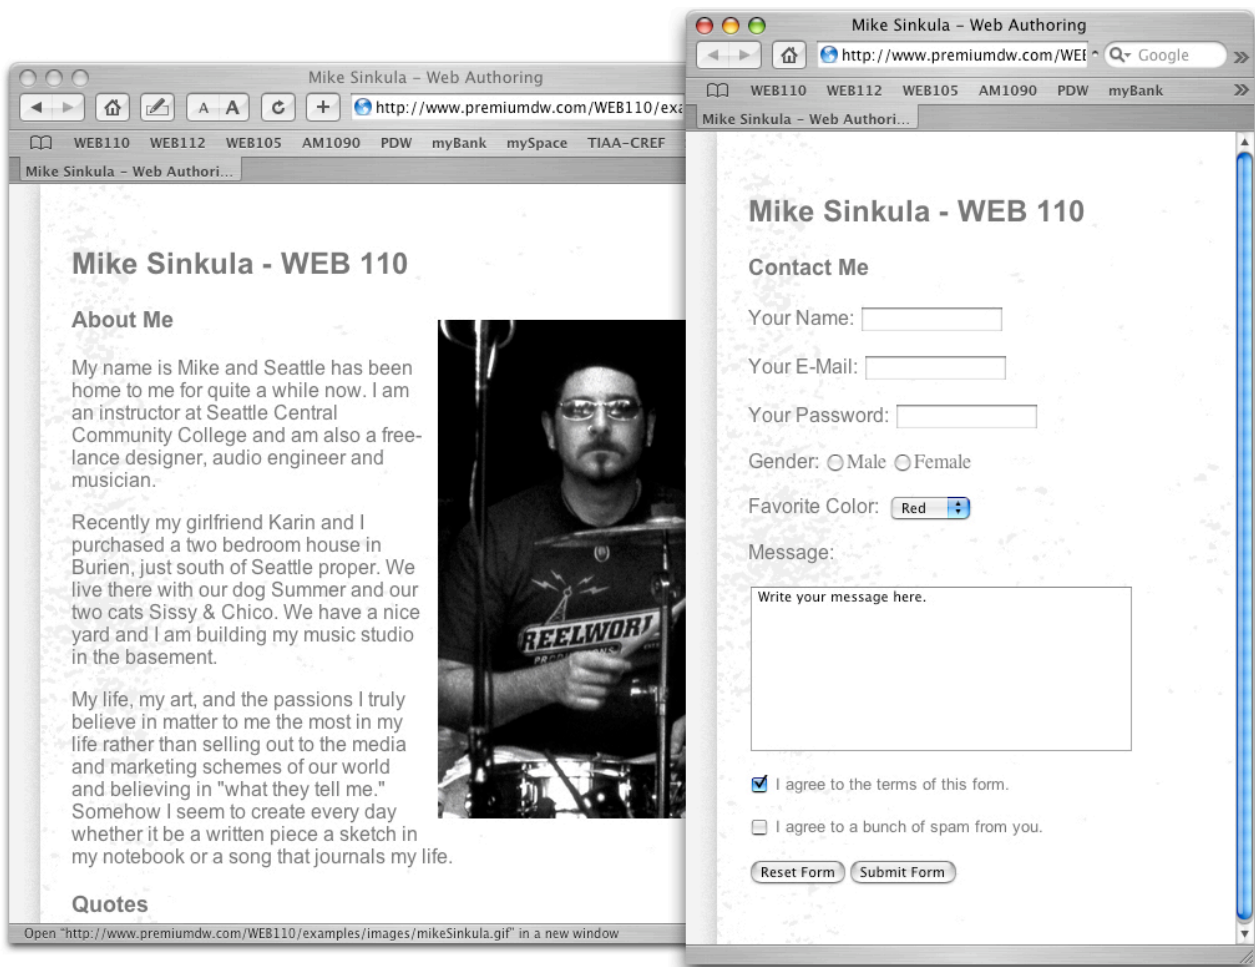 Mike Sinkula – Web Authoring
http://www.premiumdw.com/WEB110/exa
A A
WEB110 WEB112 WEB105 AM1090 PDW myBank mySpace TIAA-CREF
Mike Sinkula – Web Authori...
Mike Sinkula - WEB 110
About Me
My name is Mike and Seattle has been
home to me for quite a while now. I am
an instructor at Seattle Central
Community College and am also a free-
lance designer, audio engineer and
musician.
Recently my girlfriend Karin and I
purchased a two bedroom house in
Burien, just south of Seattle proper. We
live there with our dog Summer and our
two cats Sissy & Chico. We have a nice
yard and I am building my music studio
in the basement.
My life, my art, and the passions I truly
believe in matter to me the most in my
life rather than selling out to the media
and marketing schemes of our world
and believing in "what they tell me."
Somehow I seem to create every day
whether it be a written piece a sketch in
my notebook or a song that journals my life.
REELWORK
PRODUCTIONS
Quotes
Open “http://www.premiumdw.com/WEB110/examples/images/mikeSinkula.gif” in a new window
Mike Sinkula – Web Authoring
http://www.premiumdw.com/WEB Google
WEB110 WEB112 WEB105 AM1090 PDW myBank
Mike Sinkula – Web Authori...
Mike Sinkula - WEB 110
Contact Me
Your Name:
Your E-Mail:
Your Password:
Gender: Male Female
Favorite Color: Red
Message:
Write your message here.
I agree to the terms of this form.
I agree to a bunch of spam from you.
Reset Form Submit Form